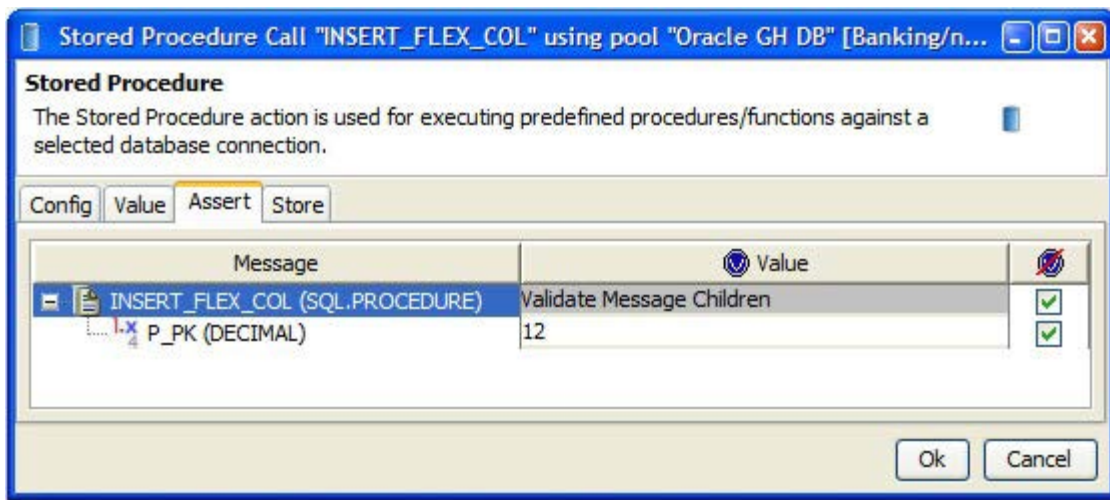 Stored Procedure Call "INSERT_FLEX_COL" using pool "Oracle GH DB" [Banking/n...
Stored Procedure
The Stored Procedure action is used for executing predefined procedures/functions against a
selected database connection.
Config Value Assert Store
Message Value
INSERT_FLEX_COL (SQL.PROCEDURE) Validate Message Children
P_PK (DECIMAL) 12
Ok Cancel